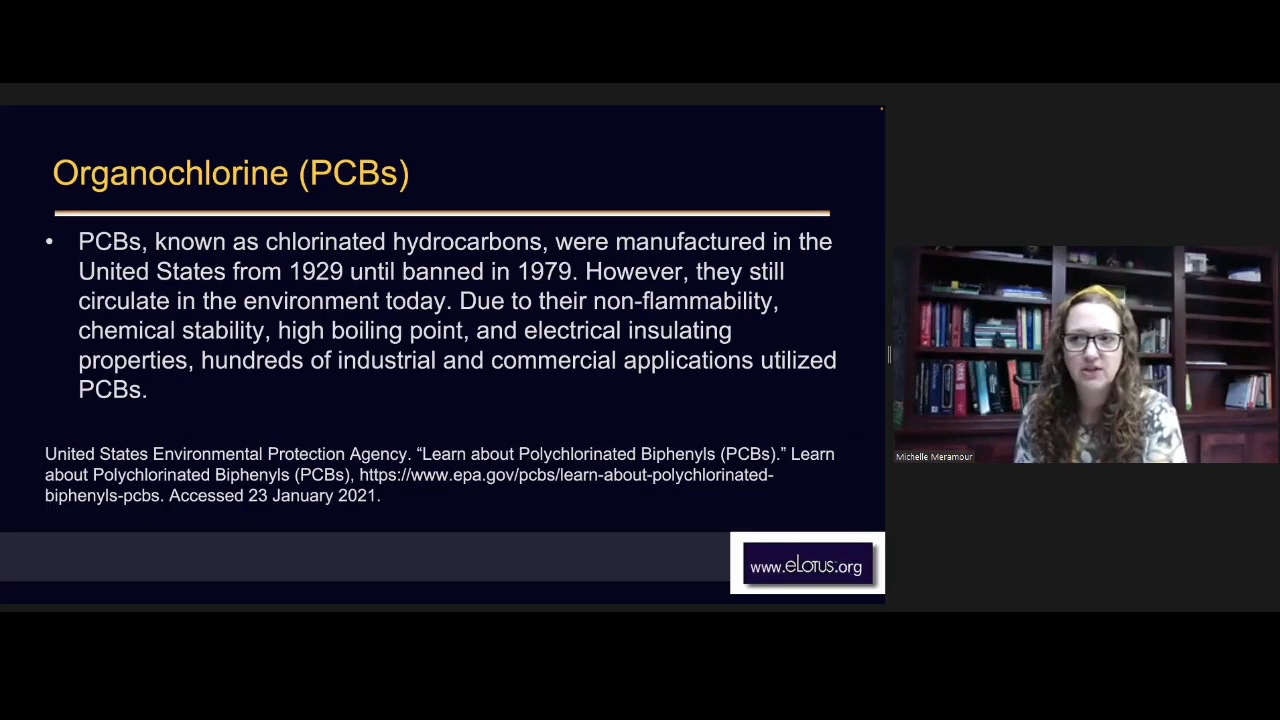 Organochlorine (PCBs)
• PCBs, known as chlorinated hydrocarbons, were manufactured in the
United States from 1929 until banned in 1979. However, they still
circulate in the environment today. Due to their non-flammability,
chemical stability, high boiling point, and electrical insulating
properties, hundreds of industrial and commercial applications utilized
PCBs.
United States Environmental Protection Agency. “Learn about Polychlorinated Biphenyls (PCBs).” Learn
about Polychlorinated Biphenyls (PCBs), https://www.epa.gov/pcbs/learn-about-polychlorinated-
biphenyls-pcbs. Accessed 23 January 2021.
www.eLotus.org
Michelle Meramour